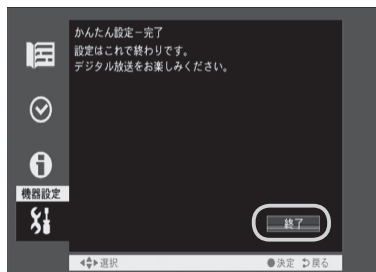 かんたん設定－完了
設定はこれで終わりです。
デジタル放送をお楽しみください。
機器設定
終了
選択
決定 戻る